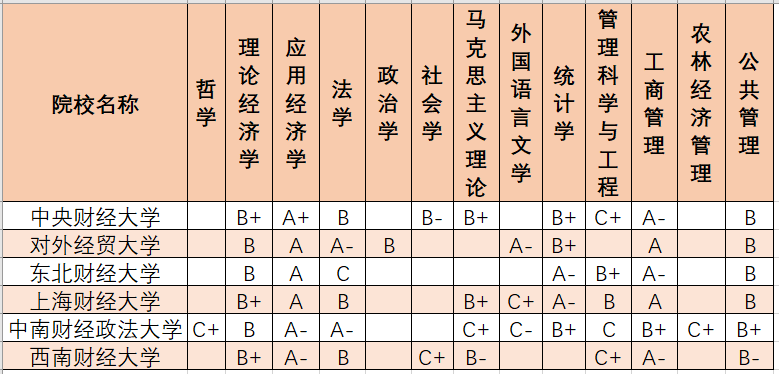 院校名称 哲学 理论经济学 应用经济学 法学 政治学 社会学 马克思主义理论 外国语言文学 统计学 管理科学与工程 工商管理 农林经济管理 公共管理
中央财经大学 B+ A+ B B- B+ B+ C+ A- B
对外经贸大学 B A A- B A- B+ A B
东北财经大学 B A C A- B+ A- B
上海财经大学 B+ A B B+ C+ A- B A B
中南财经政法大学 C+ B A- A- C+ C- B+ C B+ C+ B+
西南财经大学 B+ A- B C+ B- C+ A- B-